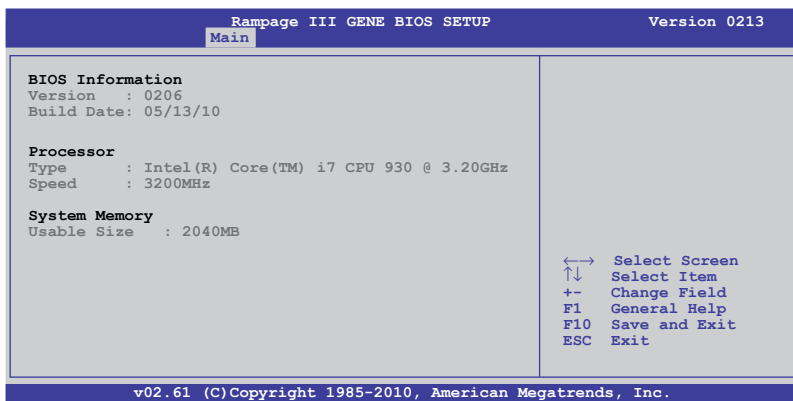 Rampage III GENE BIOS SETUP Version 0213
Main
BIOS Information
Version : 0206
Build Date: 05/13/10
Processor
Type : Intel(R) Core(TM) i7 CPU 930 @ 3.20GHz
Speed : 3200MHz
System Memory
Usable Size : 2040MB
←→ Select Screen
↑↓ Select Item
+- Change Field
F1 General Help
F10 Save and Exit
ESC Exit
v02.61 (C)Copyright 1985-2010, American Megatrends, Inc.